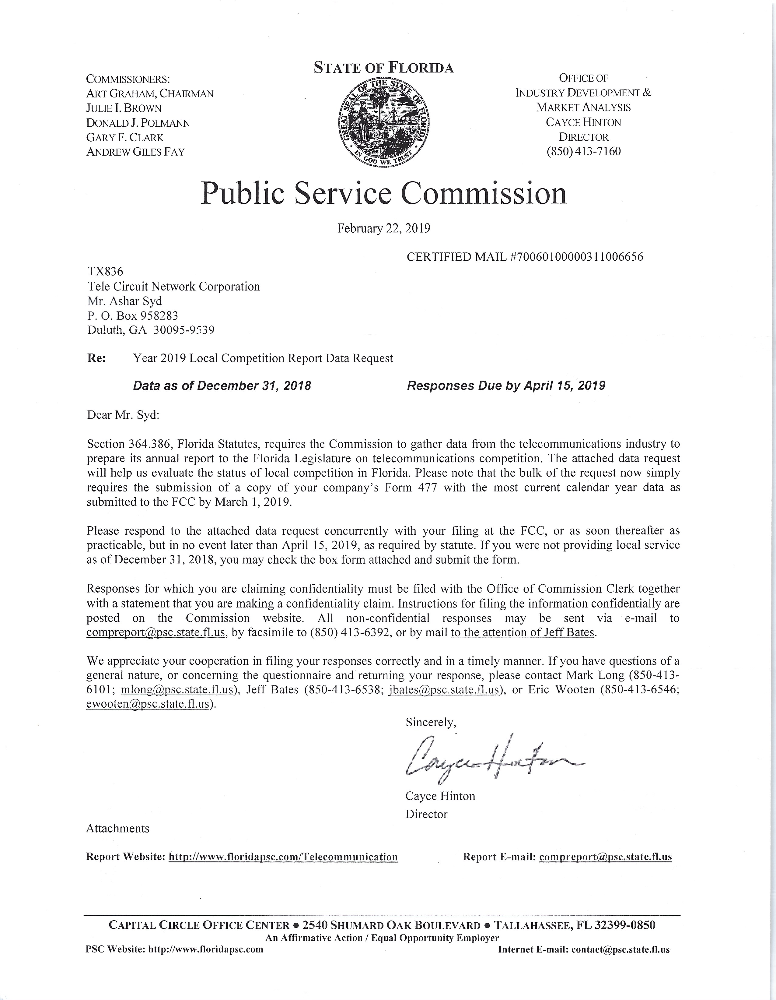 STATE OF FLORIDA
COMMISSIONERS:
ART GRAHAM, CHAIRMAN
JULIE I. BROWN
DONALD J. POLMANN
GARY F. CLARK
ANDREW GILES FAY
GREAT SEAL OF THE STATE OF FLORIDA
IN GOD WE TRUST
OFFICE OF
INDUSTRY DEVELOPMENT &
MARKET ANALYSIS
CAYCE HINTON
DIRECTOR
(850) 413-7160
Public Service Commission
February 22, 2019
CERTIFIED MAIL #70060100000311006656
TX836
Tele Circuit Network Corporation
Mr. Ashar Syd
P. O. Box 958283
Duluth, GA 30095-9539
Re: Year 2019 Local Competition Report Data Request
Data as of December 31, 2018 Responses Due by April 15, 2019
Dear Mr. Syd:
Section 364.386, Florida Statutes, requires the Commission to gather data from the telecommunications industry to
prepare its annual report to the Florida Legislature on telecommunications competition. The attached data request
will help us evaluate the status of local competition in Florida. Please note that the bulk of the request now simply
requires the submission of a copy of your company's Form 477 with the most current calendar year data as
submitted to the FCC by March 1, 2019.
Please respond to the attached data request concurrently with your filing at the FCC, or as soon thereafter as
practicable, but in no event later than April 15, 2019, as required by statute. If you were not providing local service
as of December 31, 2018, you may check the box form attached and submit the form.
Responses for which you are claiming confidentiality must be filed with the Office of Commission Clerk together
with a statement that you are making a confidentiality claim. Instructions for filing the information confidentially are
posted on the Commission website. All non-confidential responses may be sent via e-mail to
compreport@psc.state.fl.us, by facsimile to (850) 413-6392, or by mail to the attention of Jeff Bates.
We appreciate your cooperation in filing your responses correctly and in a timely manner. If you have questions of a
general nature, or concerning the questionnaire and returning your response, please contact Mark Long (850-413-
6101; mlong@psc.state.fl.us), Jeff Bates (850-413-6538; jbates@psc.state.fl.us), or Eric Wooten (850-413-6546;
ewooten@psc.state.fl.us).
Sincerely,
Cayce Hinton
Cayce Hinton
Director
Attachments
Report Website: http://www.floridapsc.com/Telecommunication Report E-mail: compreport@psc.state.fl.us
CAPITAL CIRCLE OFFICE CENTER ● 2540 SHUMARD OAK BOULEVARD ● TALLAHASSEE, FL 32399-0850
An Affirmative Action / Equal Opportunity Employer
PSC Website: http://www.floridapsc.com Internet E-mail: contact@psc.state.fl.us